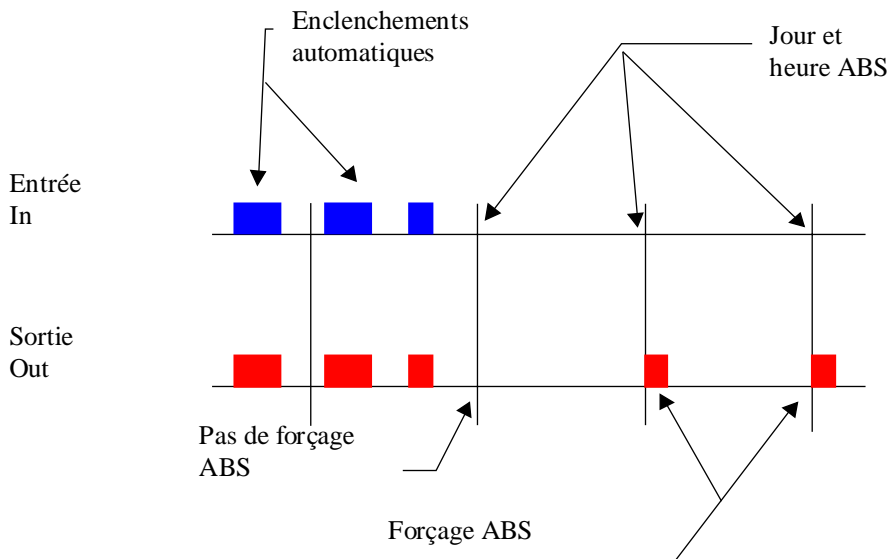 Enclenchements
automatiques
Jour et
heure ABS
Entrée
In
Sortie
Out
Pas de forçage
ABS
Forçage ABS